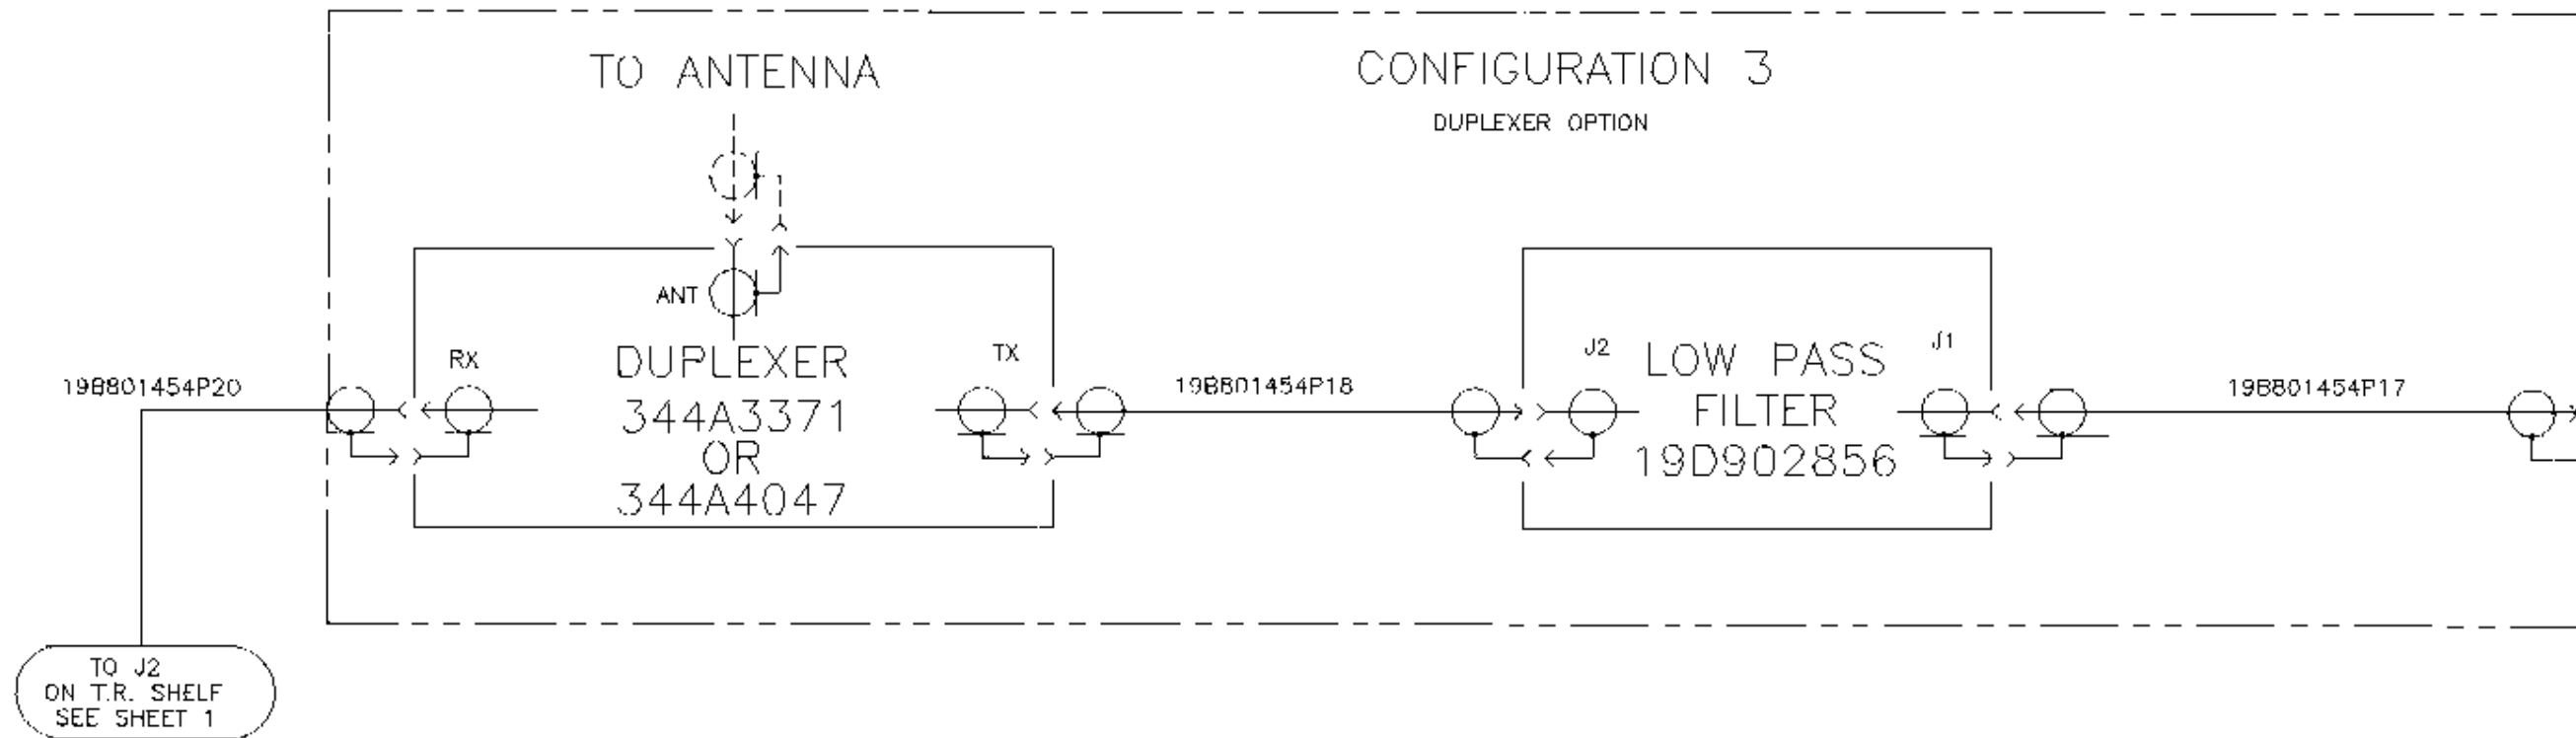 TO ANTENNA
CONFIGURATION 3
DUPLEXER OPTION
ANT
RX
DUPLEXER
344A3371
OR
344A4047
TX
19B801454P20
19B801454P18
J2
LOW PASS
FILTER
19D902856
J1
19B801454P17
TO J2
ON T.R. SHELF
SEE SHEET 1